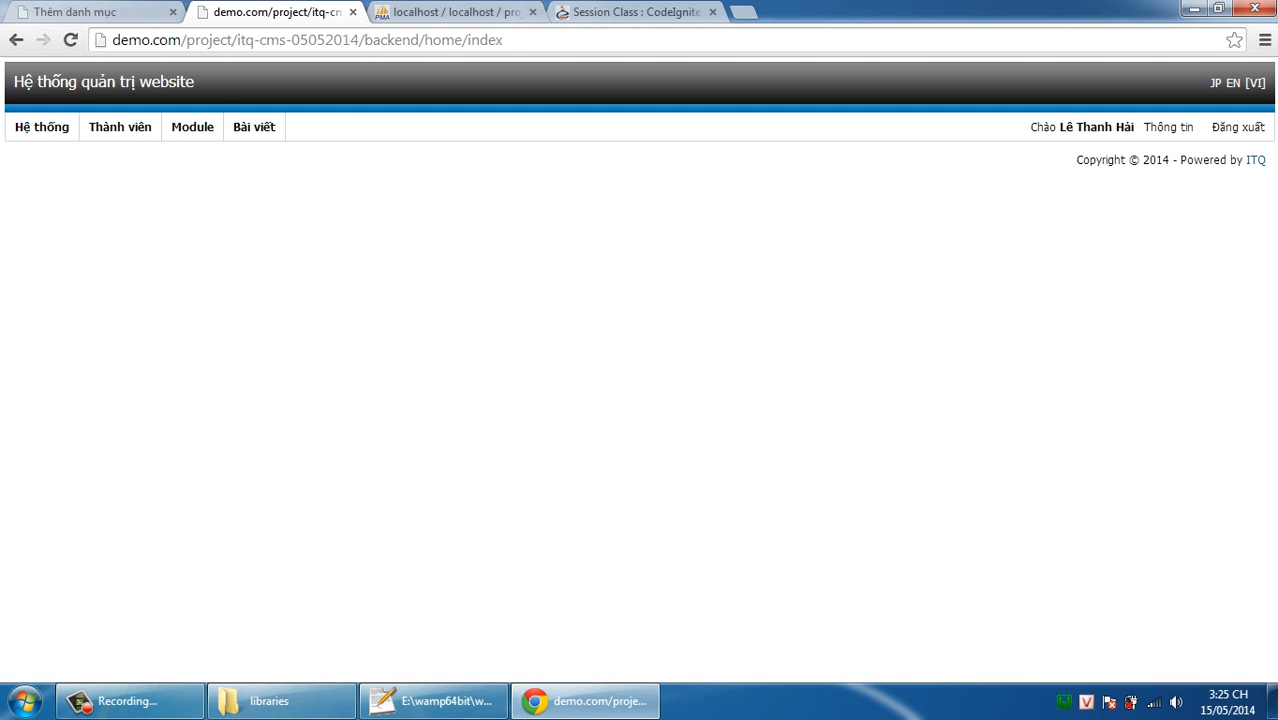 Thêm danh mục
demo.com/project/itq-cn
localhost / localhost / pro
Session Class : CodeIgnite
demo.com/project/itq-cms-05052014/backend/home/index
Hệ thống quản trị website
JP EN [VI]
Hệ thống Thành viên Module Bài viết
Chào Lê Thanh Hải Thông tin Đăng xuất
Copyright © 2014 - Powered by ITQ
Recording...
libraries
E:\wamp64bit\w...
demo.com/proje...
3:25 CH
15/05/2014